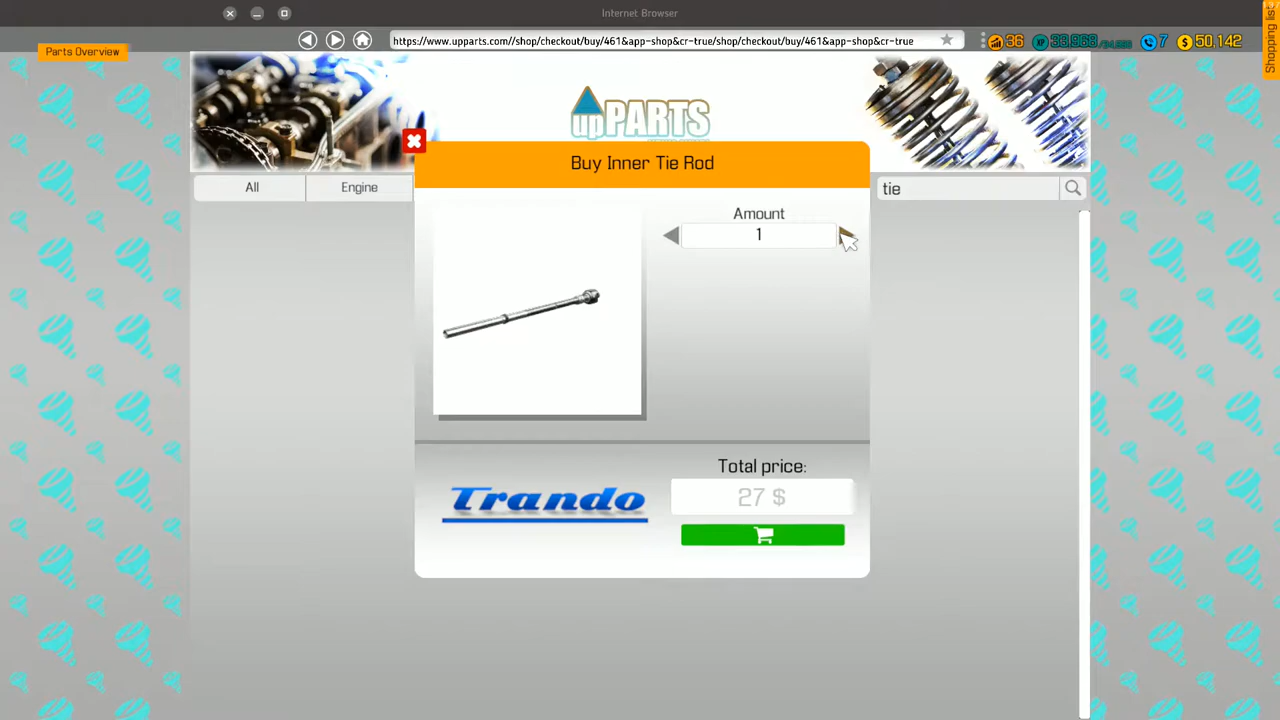 Internet Browser
https://www.upparts.com//shop/checkout/buy/461&app-shop&cr-true/shop/checkout/buy/461&app-shop&cr-true
36
7
50,142
Parts Overview
Shopping list
upPARTS
Buy Inner Tie Rod
All
Engine
tie
Amount
1
Total price:
Trando
27 $